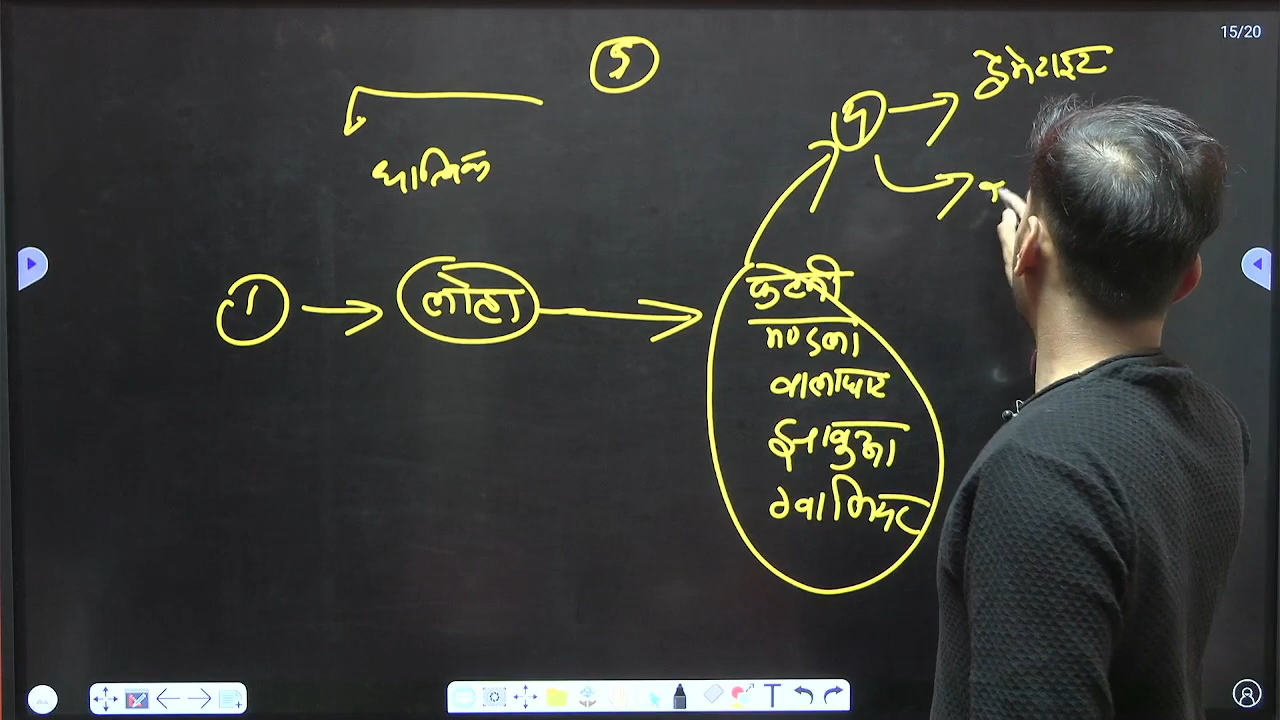 15/20
5
हेमेटाइट
धात्विक
1
लोहा
कुटेश्वी
मण्डला
बालाघाट
झाबुआ
ग्वालियर
T